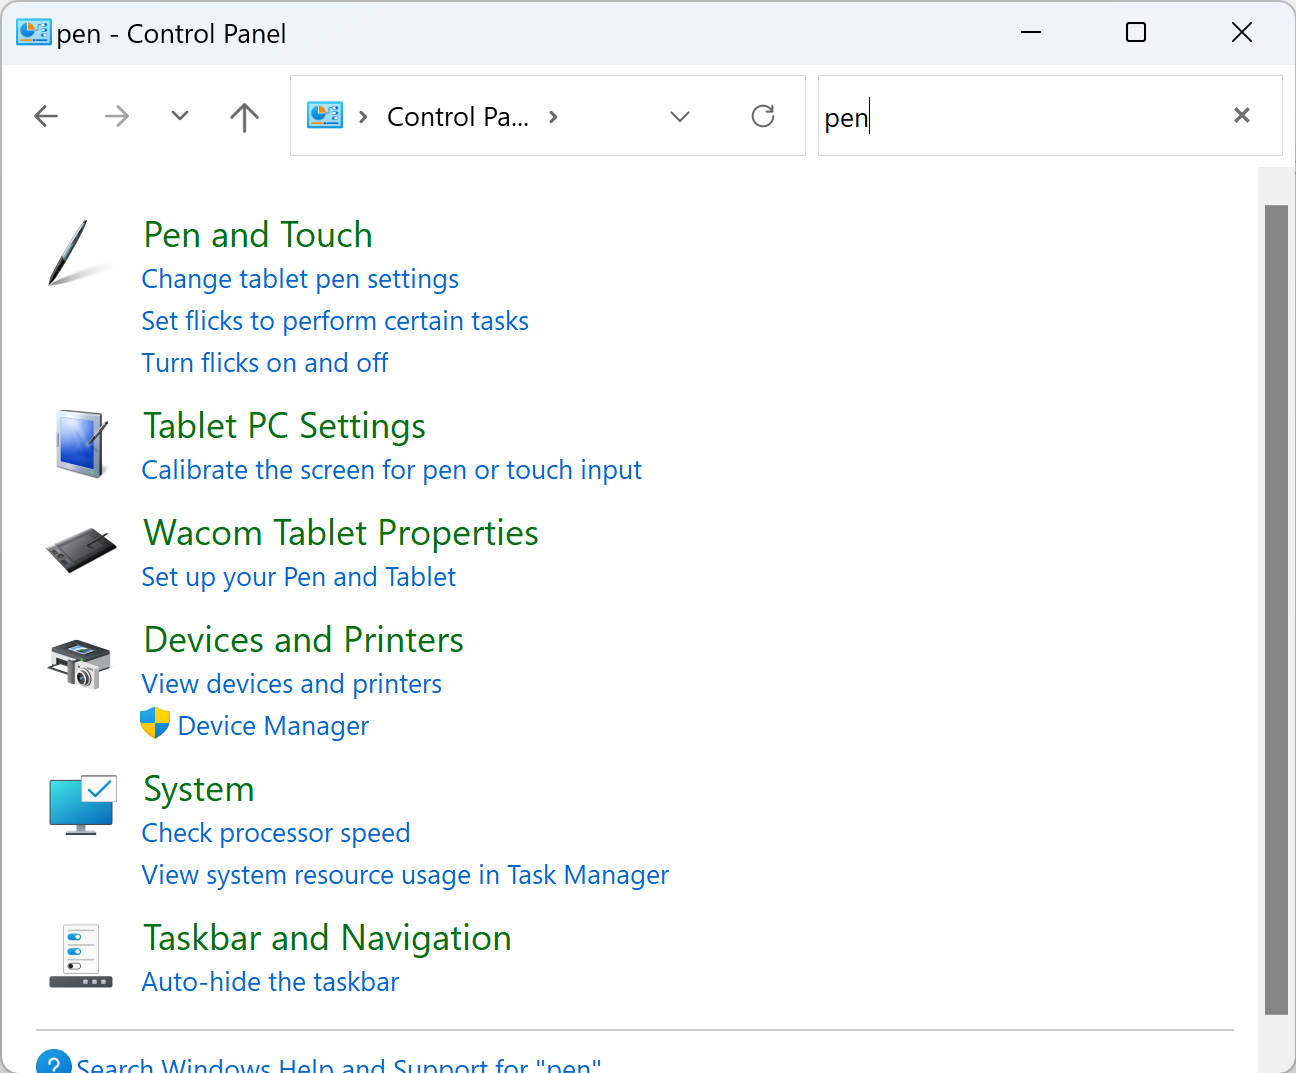 pen - Control Panel
Control Pa...
pen
Pen and Touch
Change tablet pen settings
Set flicks to perform certain tasks
Turn flicks on and off
Tablet PC Settings
Calibrate the screen for pen or touch input
Wacom Tablet Properties
Set up your Pen and Tablet
Devices and Printers
View devices and printers
Device Manager
System
Check processor speed
View system resource usage in Task Manager
Taskbar and Navigation
Auto-hide the taskbar
Search Windows Help and Support for "pen"